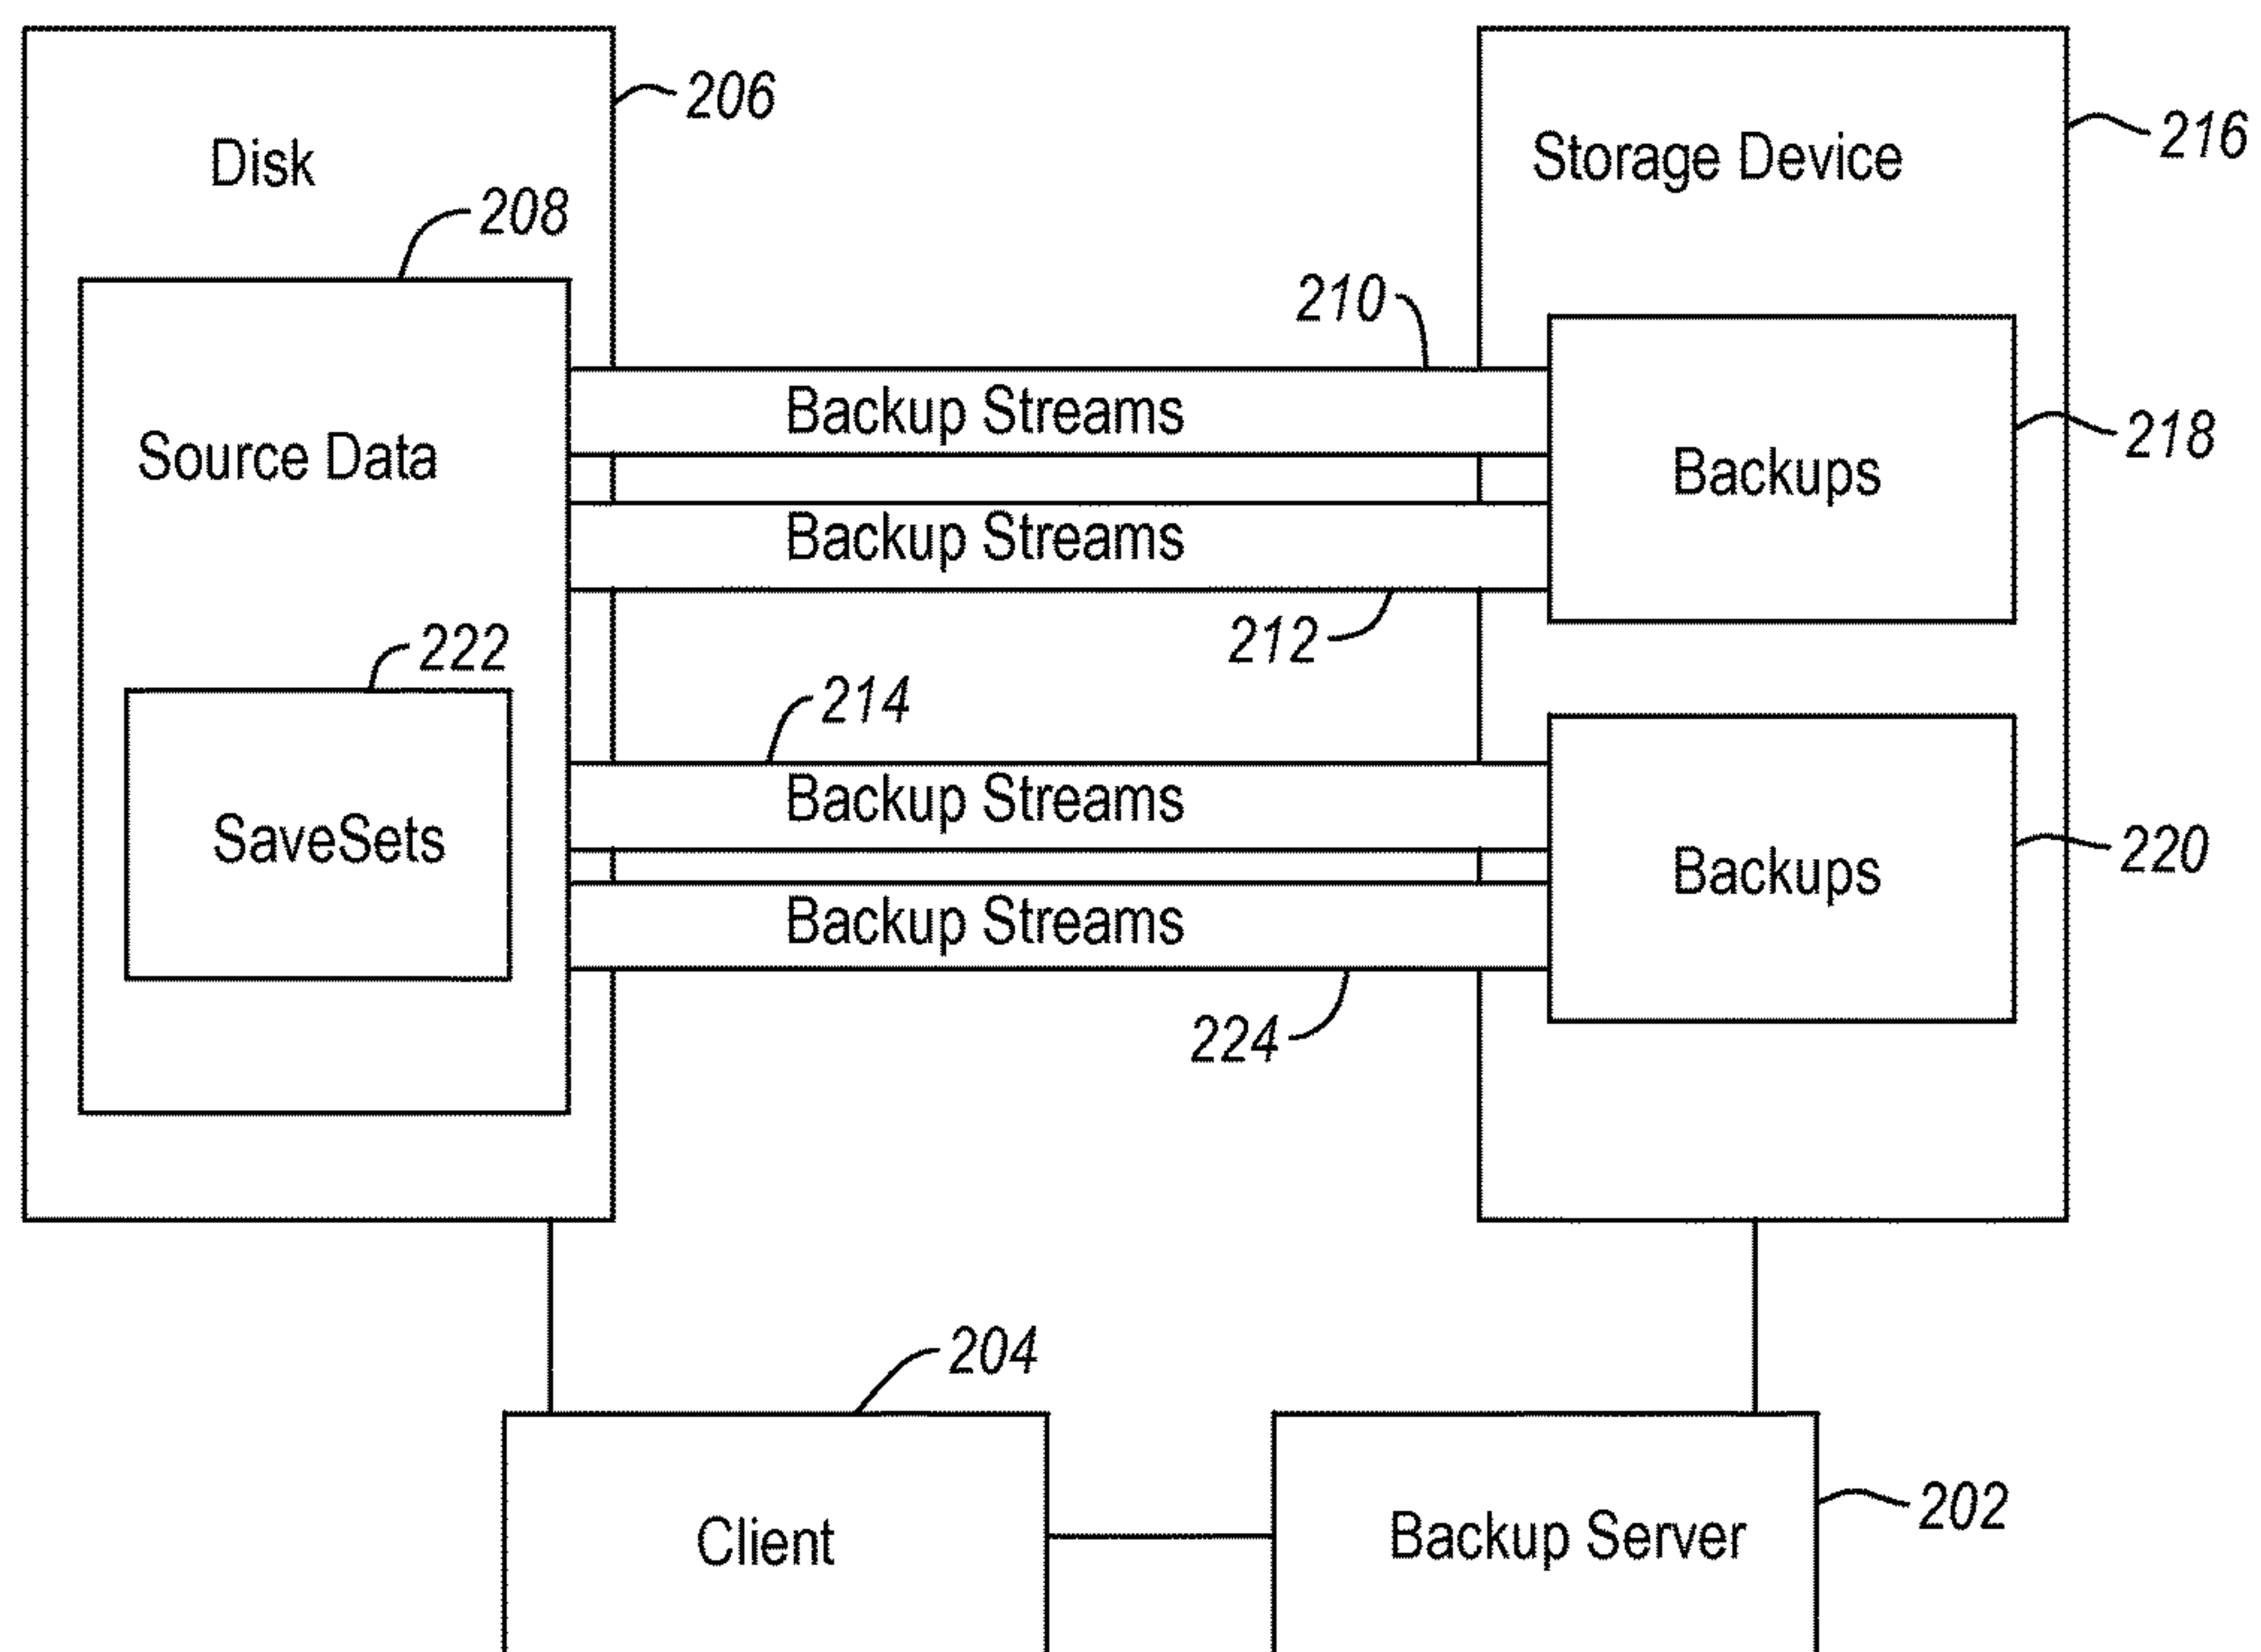 206
216
Disk
Storage Device
208
210
Backup Streams
218
Source Data
Backups
Backup Streams
222
212
214
Backup Streams
SaveSets
220
Backups
Backup Streams
224
204
202
Client
Backup Server